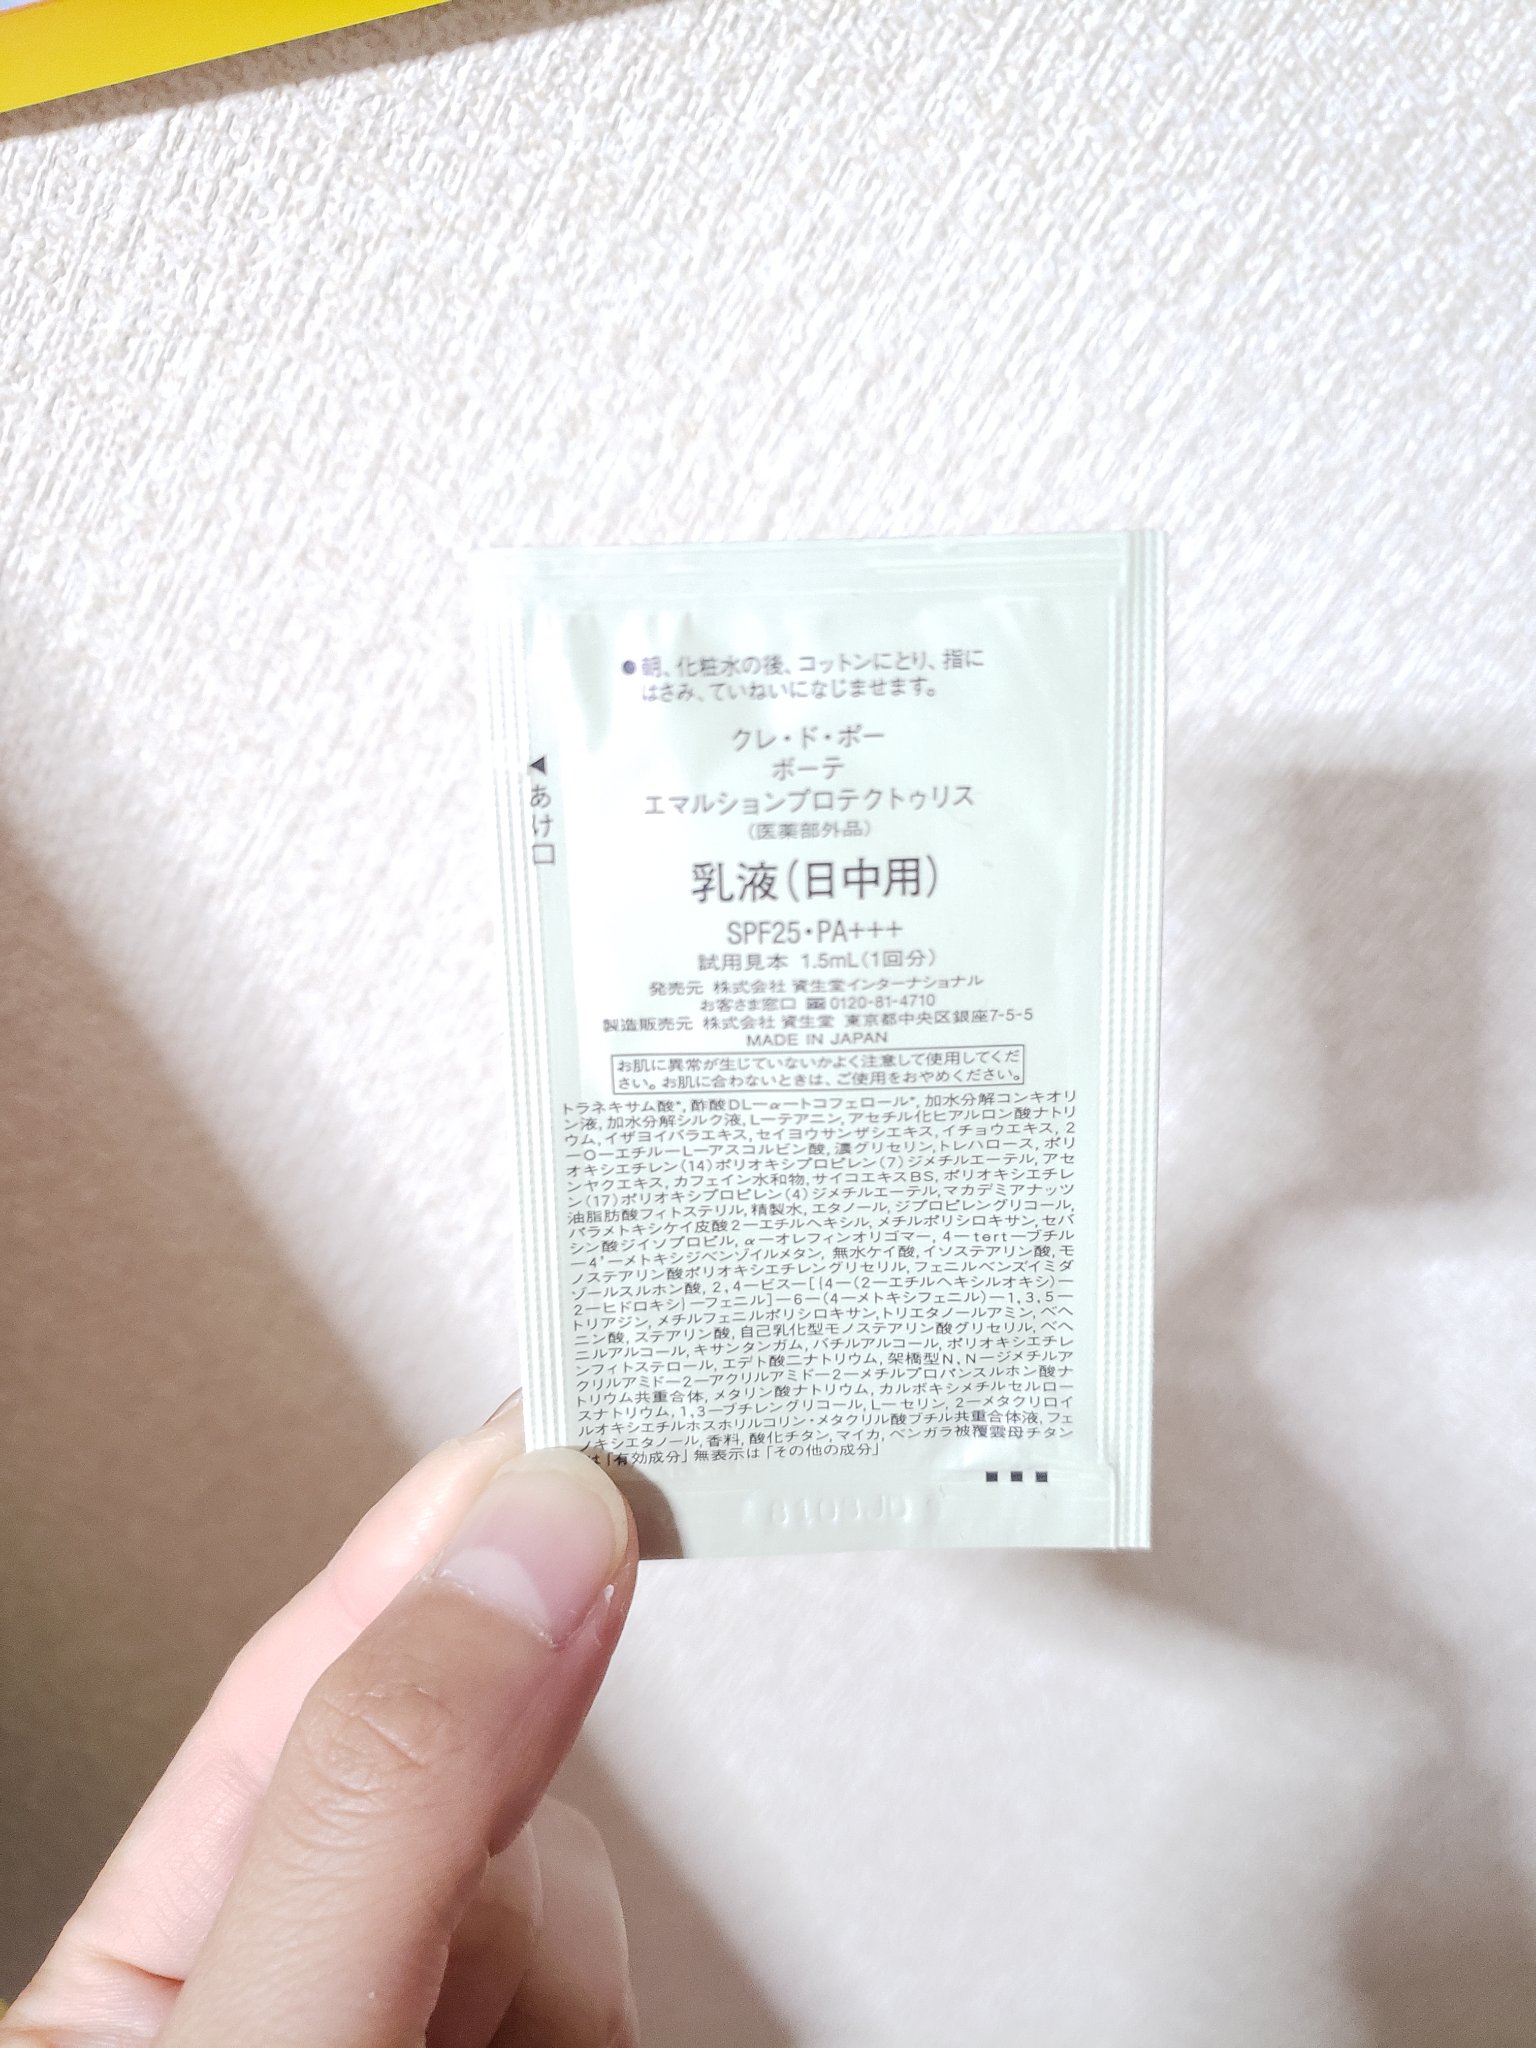 ●朝、化粧水の後、コットンにとり、指に
はさみ、ていねいになじませます。
◀あけ口
クレ・ド・ポー
ボーテ
エマルションプロテクトゥリス
(医薬部外品)
乳液(日中用)
SPF25・PA+++
試用見本 1.5mL(1回分)
発売元 株式会社 資生堂インターナショナル
お客さま窓口 0120-81-4710
製造販売元 株式会社 資生堂 東京都中央区銀座7-5-5
MADE IN JAPAN
お肌に異常が生じていないかよく注意して使用してくだ
さい。お肌に合わないときは、ご使用をおやめください。
トラネキサム酸*, 酢酸DL−α−トコフェロール*, 加水分解コンキオリ
ン液, 加水分解シルク液, L−テアニン, アセチル化ヒアルロン酸ナトリ
ウム, イザヨイバラエキス, セイヨウサンザシエキス, イチョウエキス, 2
−O−エチル−L−アスコルビン酸, 濃グリセリン, トレハロース, ポリ
オキシエチレン(14)ポリオキシプロピレン(7)ジメチルエーテル, アセ
ンヤクエキス, カフェイン水和物, サイコエキスBS, ポリオキシエチレ
ン(17)ポリオキシプロピレン(4)ジメチルエーテル, マカデミアナッツ
油脂肪酸フィトステリル, 精製水, エタノール, ジプロピレングリコール,
パラメトキシケイ皮酸2−エチルヘキシル, メチルポリシロキサン, セバ
シン酸ジイソプロピル, α−オレフィンオリゴマー, 4−tert−ブチル
−4'−メトキシジベンゾイルメタン, 無水ケイ酸, イソステアリン酸, モ
ノステアリン酸ポリオキシエチレングリセリル, フェニルベンズイミダ
ゾールスルホン酸, 2,4−ビス−[{4−(2−エチルヘキシルオキシ)−
2−ヒドロキシ}−フェニル]−6−(4−メトキシフェニル)−1,3,5−
トリアジン, メチルフェニルポリシロキサン, トリエタノールアミン, ベヘ
ニン酸, ステアリン酸, 自己乳化型モノステアリン酸グリセリル, ベヘ
ニルアルコール, キサンタンガム, バチルアルコール, ポリオキシエチレ
ンフィトステロール, エデト酸二ナトリウム, 架橋型N、N−ジメチルア
クリルアミド−2−アクリルアミド−2−メチルプロパンスルホン酸ナ
トリウム共重合体, メタリン酸ナトリウム, カルボキシメチルセルロー
スナトリウム, 1,3−ブチレングリコール, L−セリン, 2−メタクリロイ
ルオキシエチルホスホリルコリン・メタクリル酸ブチル共重合体液, フェ
ノキシエタノール, 香料, 酸化チタン, マイカ, ベンガラ被覆雲母チタン
は「有効成分」無表示は「その他の成分」